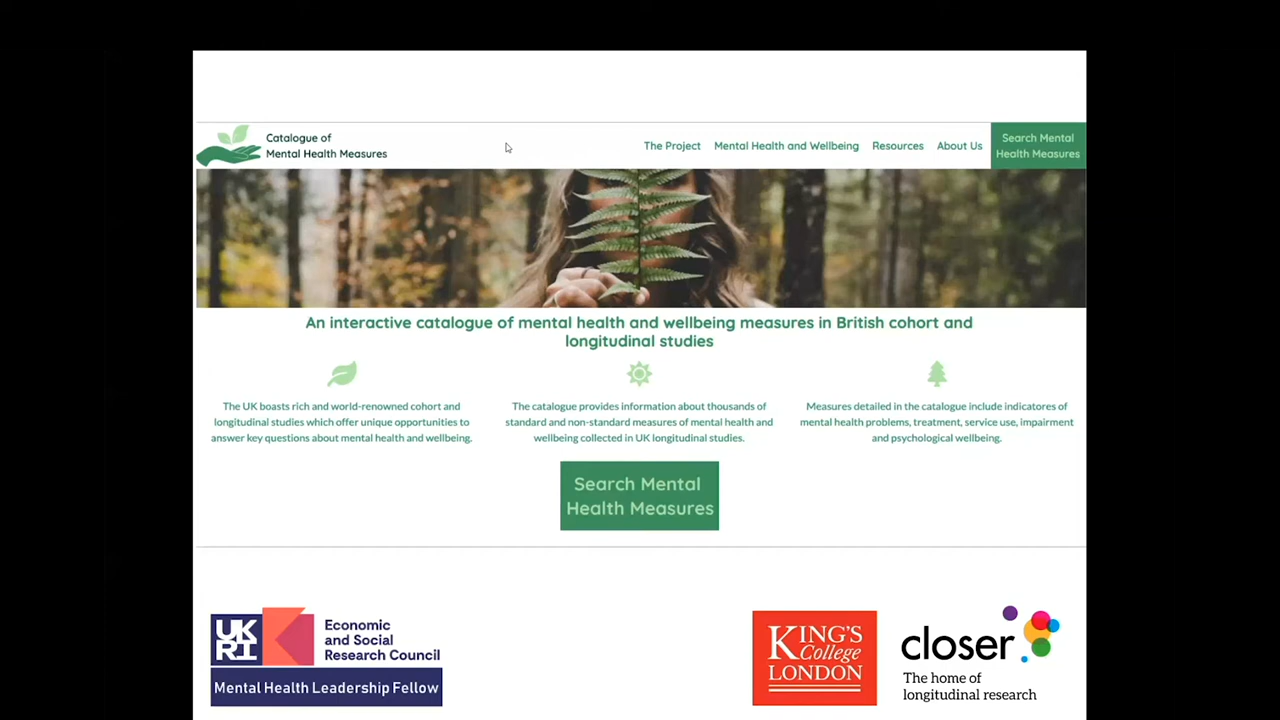 Catalogue of
Mental Health Measures
The Project
Mental Health and Wellbeing
Resources
About Us
Search Mental
Health Measures
An interactive catalogue of mental health and wellbeing measures in British cohort and
longitudinal studies
The UK boasts rich and world-renowned cohort and
longitudinal studies which offer unique opportunities to
answer key questions about mental health and wellbeing.
The catalogue provides information about thousands of
standard and non-standard measures of mental health and
wellbeing collected in UK longitudinal studies.
Measures detailed in the catalogue include indicatores of
mental health problems, treatment, service use, impairment
and psychological wellbeing.
Search Mental
Health Measures
UK
RI
Economic
and Social
Research Council
Mental Health Leadership Fellow
KING'S
College
LONDON
closer
The home of
longitudinal research